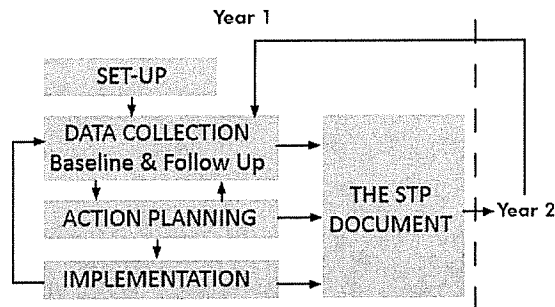 Year 1
SET-UP
DATA COLLECTION
Baseline & Follow Up
ACTION PLANNING
IMPLEMENTATION
THE STP
DOCUMENT
Year 2